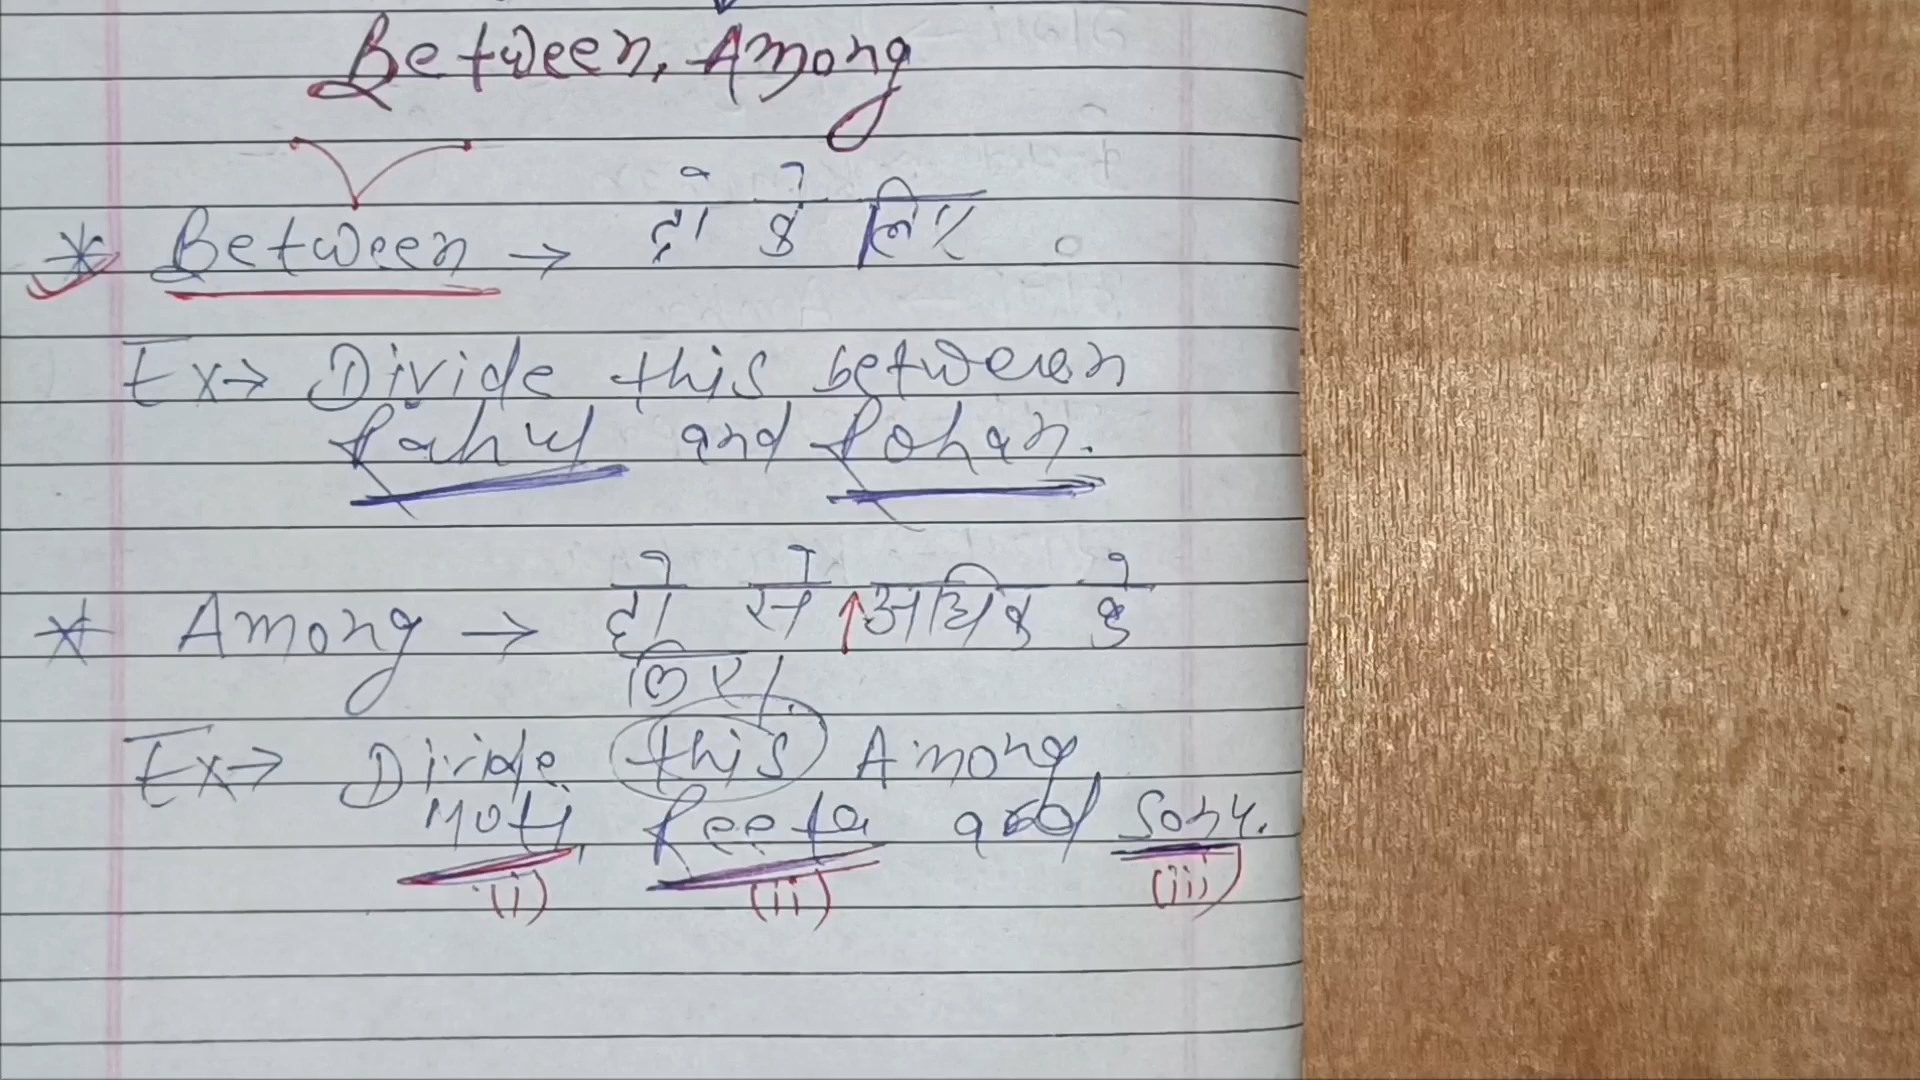 Between, Among
* Between → दो के लिए
Ex→ Divide this between
Rahul and Rohan.
* Among → दो से ↑ अधिक के
लिए.
Ex→ Divide this Among
Moti, Reeta and Sonu.
(i) (ii) (iii)